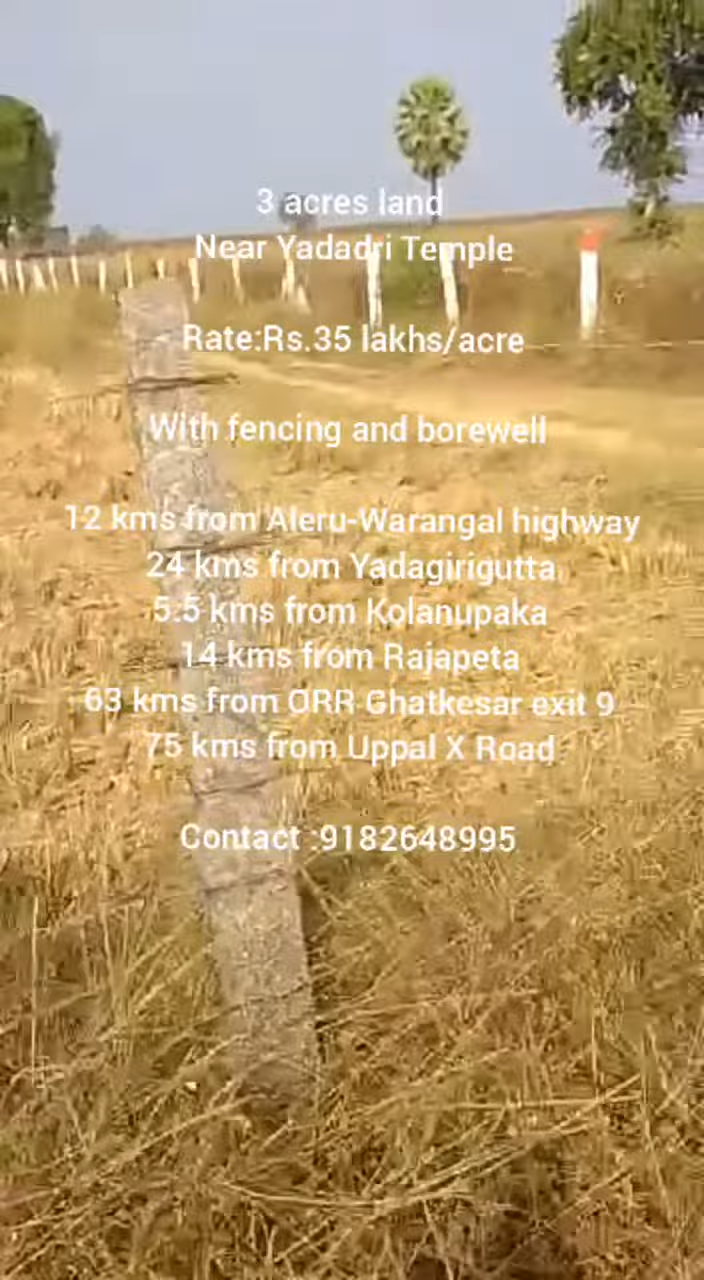 3 acres land
Near Yadadri Temple
Rate:Rs.35 lakhs/acre
With fencing and borewell
12 kms from Aleru-Warangal highway
24 kms from Yadagirigutta
5.5 kms from Kolanupaka
14 kms from Rajapeta
63 kms from ORR Ghatkesar exit 9
75 kms from Uppal X Road
Contact :9182648995